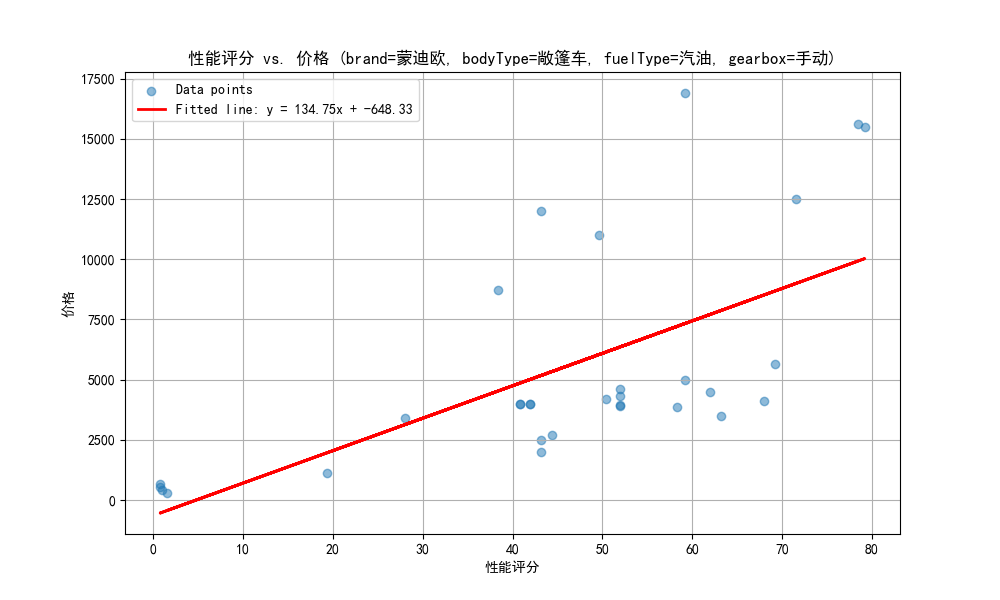 性能评分 vs. 价格 (brand=蒙迪欧, bodyType=敞篷车, fuelType=汽油, gearbox=手动)
Data points
Fitted line: y = 134.75x + -648.33
17500
15000
12500
10000
7500
5000
2500
0
价格
0 10 20 30 40 50 60 70 80
性能评分